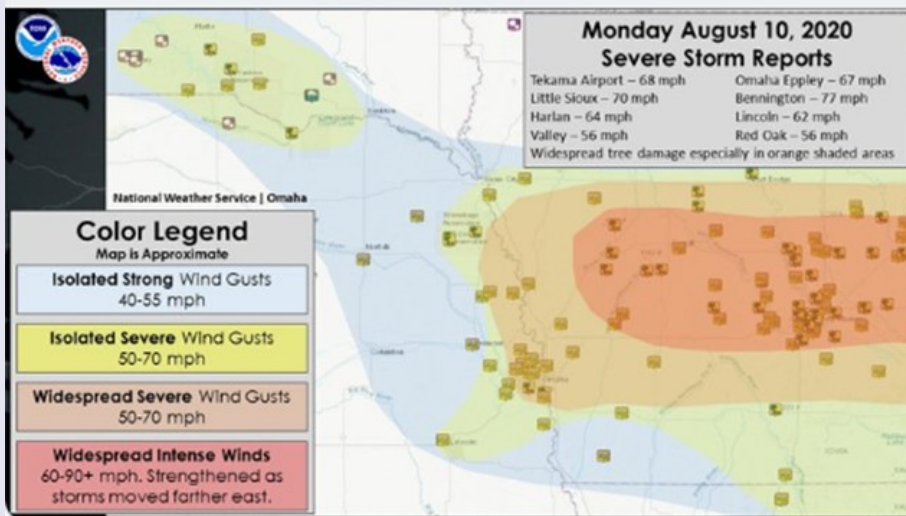 Monday August 10, 2020
Severe Storm Reports
Tekama Airport – 68 mph
Omaha Eppley – 67 mph
Little Sioux – 70 mph
Bennington – 77 mph
Harlan – 64 mph
Lincoln – 62 mph
Valley – 56 mph
Red Oak – 56 mph
Widespread tree damage especially in orange shaded areas
National Weather Service | Omaha
Color Legend
Map is Approximate
Isolated Strong Wind Gusts
40-55 mph
Isolated Severe Wind Gusts
50-70 mph
Widespread Severe Wind Gusts
50-70 mph
Widespread Intense Winds
60-90+ mph. Strengthened as
storms moved farther east.
Norfolk
Columbus
Omaha
Lincoln